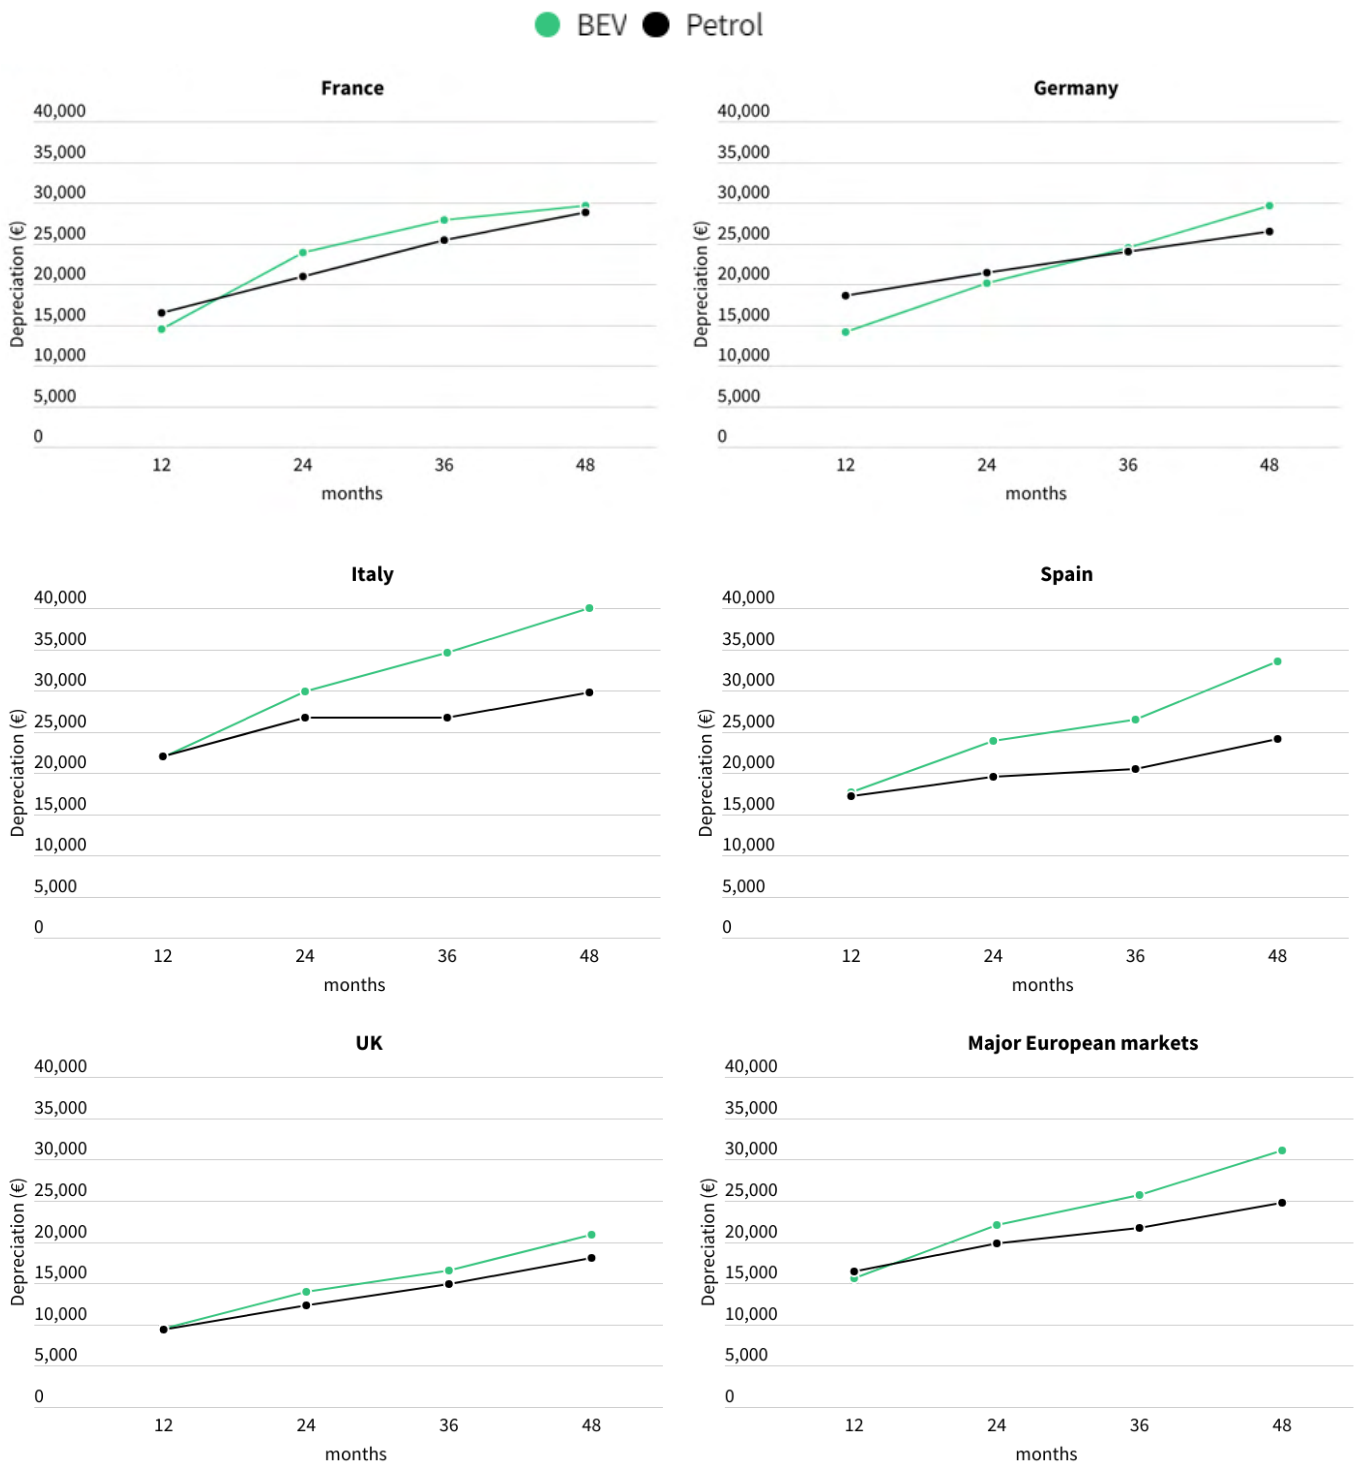 BEV Petrol
France
40,000
35,000
30,000
25,000
20,000
15,000
10,000
5,000
0
Depreciation (€)
12 24 36 48
months
Germany
40,000
35,000
30,000
25,000
20,000
15,000
10,000
5,000
0
Depreciation (€)
12 24 36 48
months
Italy
40,000
35,000
30,000
25,000
20,000
15,000
10,000
5,000
0
Depreciation (€)
12 24 36 48
months
Spain
40,000
35,000
30,000
25,000
20,000
15,000
10,000
5,000
0
Depreciation (€)
12 24 36 48
months
UK
40,000
35,000
30,000
25,000
20,000
15,000
10,000
5,000
0
Depreciation (€)
12 24 36 48
months
Major European markets
40,000
35,000
30,000
25,000
20,000
15,000
10,000
5,000
0
Depreciation (€)
12 24 36 48
months